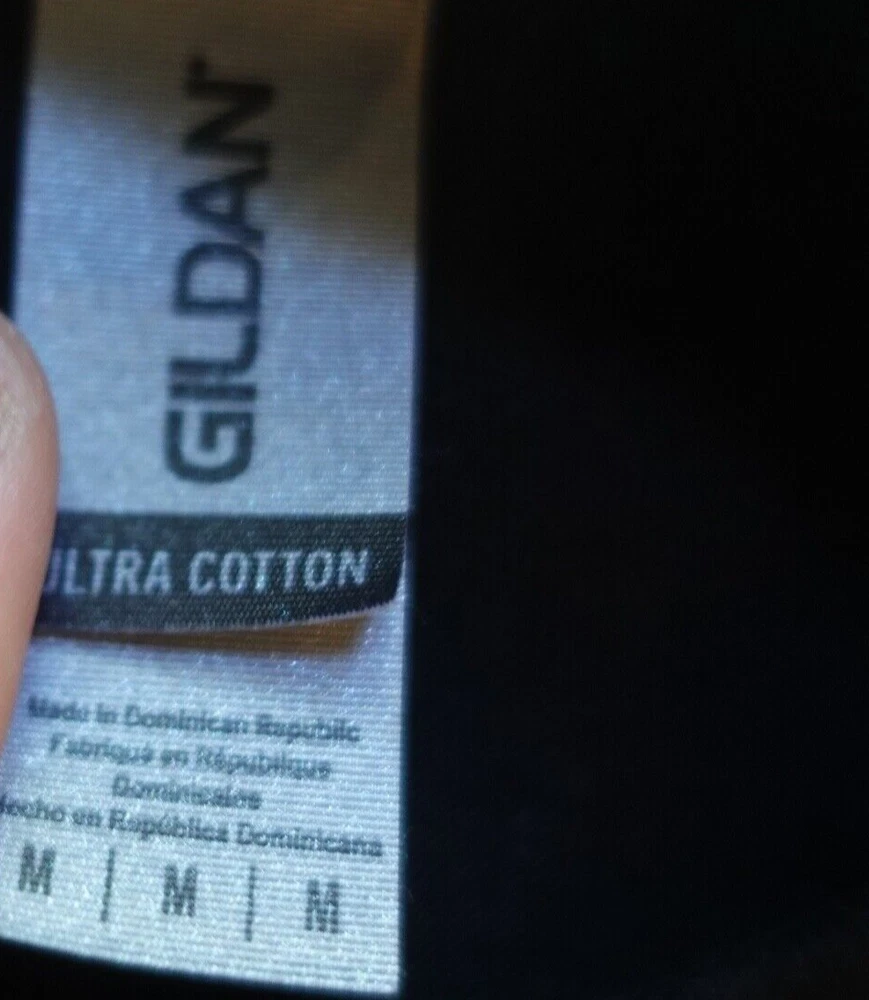 GILDAN
ULTRA COTTON
Made in Dominican Republic
Fabriqué en République
Dominicaine
Hecho en República Dominicana
M | M | M